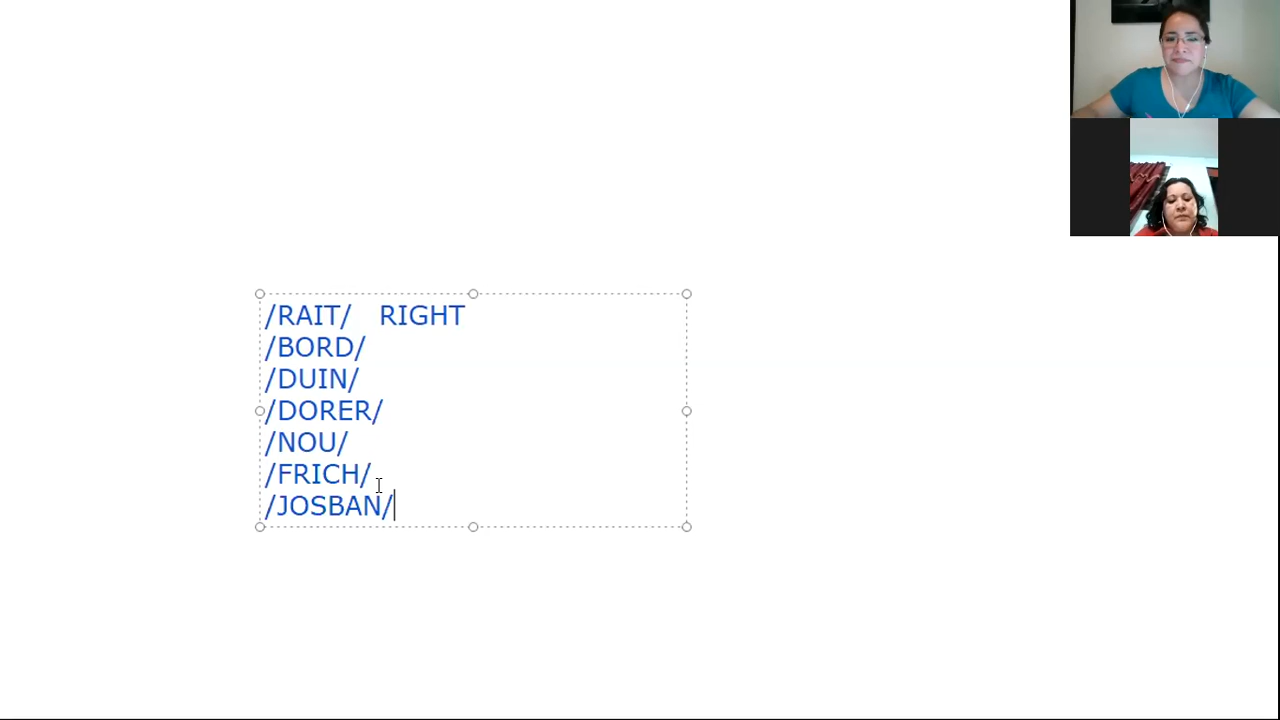 /RAIT/ RIGHT
/BORD/
/DUIN/
/DORER/
/NOU/
/FRICH/
/JOSBAN/